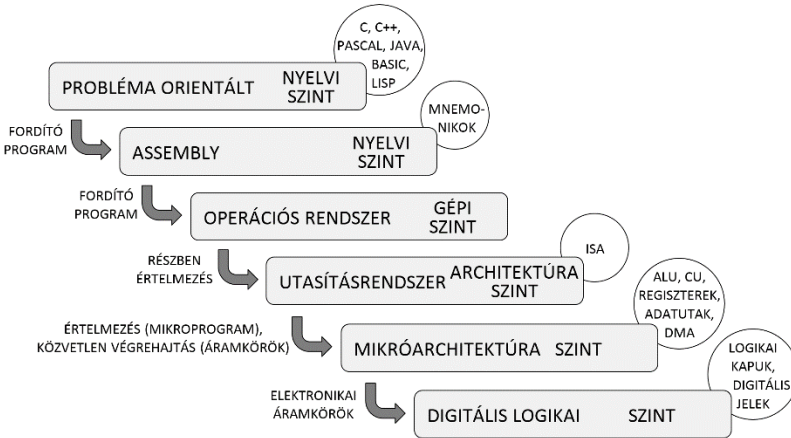 C, C++,
PASCAL, JAVA,
BASIC,
LISP
PROBLÉMA ORIENTÁLT NYELVI
SZINT
MNEMO-
NIKOK
FORDÍTÓ
PROGRAM
ASSEMBLY NYELVI
SZINT
FORDÍTÓ
PROGRAM
OPERÁCIÓS RENDSZER GÉPI
SZINT
ISA
RÉSZBEN
ÉRTELMEZÉS
UTASÍTÁSRENDSZER ARCHITEKTÚRA
SZINT
ALU, CU,
REGISZTEREK,
ADATUTAK,
DMA
ÉRTELMEZÉS (MIKROPROGRAM),
KÖZVETLEN VÉGREHAJTÁS (ÁRAMKÖRÖK)
MIKRÓARCHITEKTÚRA SZINT
LOGIKAI
KAPUK,
DIGITÁLIS
JELEK
ELEKTRONIKAI
ÁRAMKÖRÖK
DIGITÁLIS LOGIKAI SZINT